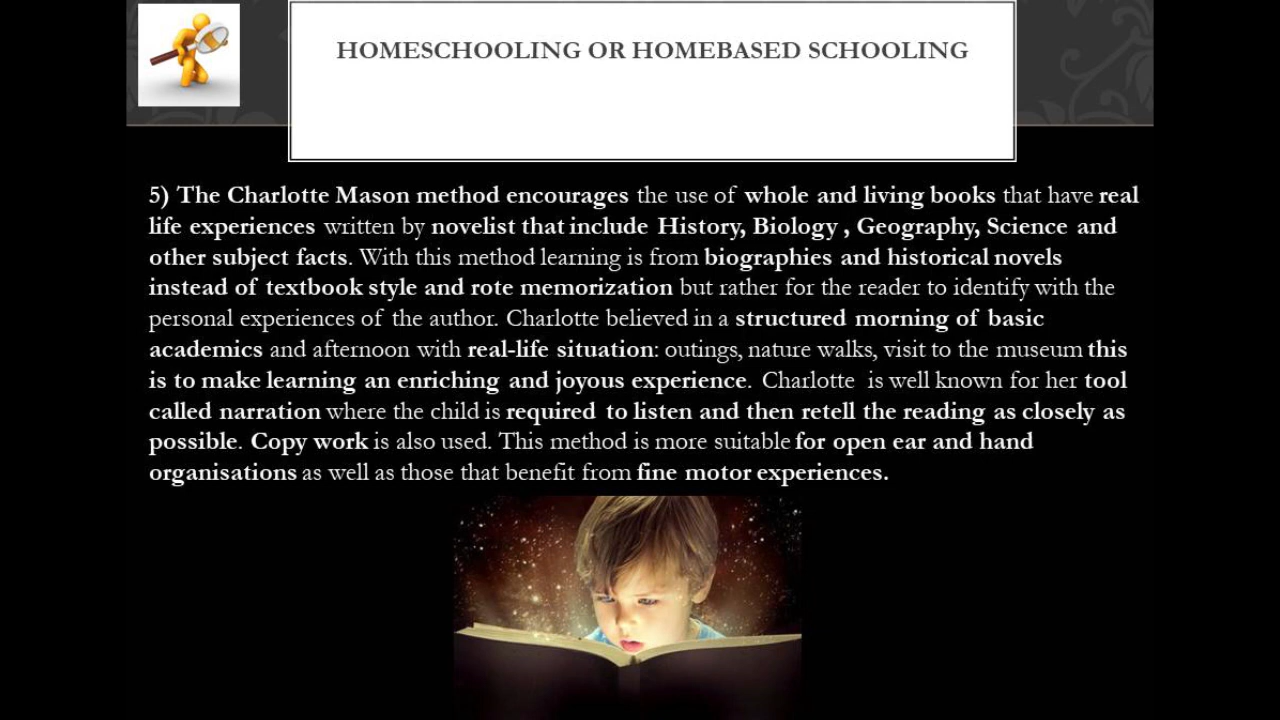 HOMESCHOOLING OR HOMEBASED SCHOOLING
5) The Charlotte Mason method encourages the use of whole and living books that have real
life experiences written by novelist that include History, Biology , Geography, Science and
other subject facts. With this method learning is from biographies and historical novels
instead of textbook style and rote memorization but rather for the reader to identify with the
personal experiences of the author. Charlotte believed in a structured morning of basic
academics and afternoon with real-life situation: outings, nature walks, visit to the museum this
is to make learning an enriching and joyous experience. Charlotte is well known for her tool
called narration where the child is required to listen and then retell the reading as closely as
possible. Copy work is also used. This method is more suitable for open ear and hand
organisations as well as those that benefit from fine motor experiences.